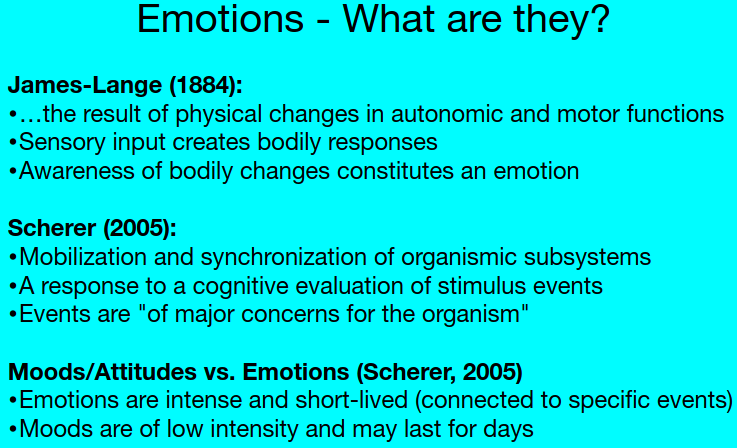 Emotions - What are they?
James-Lange (1884):
•…the result of physical changes in autonomic and motor functions
•Sensory input creates bodily responses
•Awareness of bodily changes constitutes an emotion
Scherer (2005):
•Mobilization and synchronization of organismic subsystems
•A response to a cognitive evaluation of stimulus events
•Events are "of major concerns for the organism"
Moods/Attitudes vs. Emotions (Scherer, 2005)
•Emotions are intense and short-lived (connected to specific events)
•Moods are of low intensity and may last for days